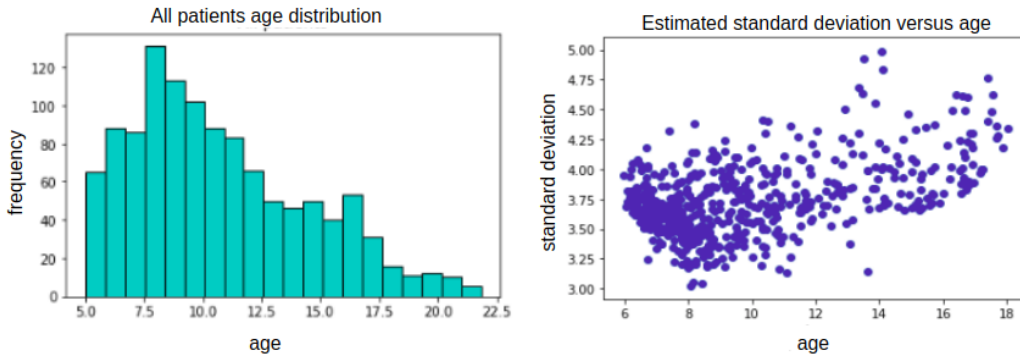 All patients age distribution
frequency
120
100
80
60
40
20
0
5.0 7.5 10.0 12.5 15.0 17.5 20.0 22.5
age
Estimated standard deviation versus age
standard deviation
5.00
4.75
4.50
4.25
4.00
3.75
3.50
3.25
3.00
6 8 10 12 14 16 18
age